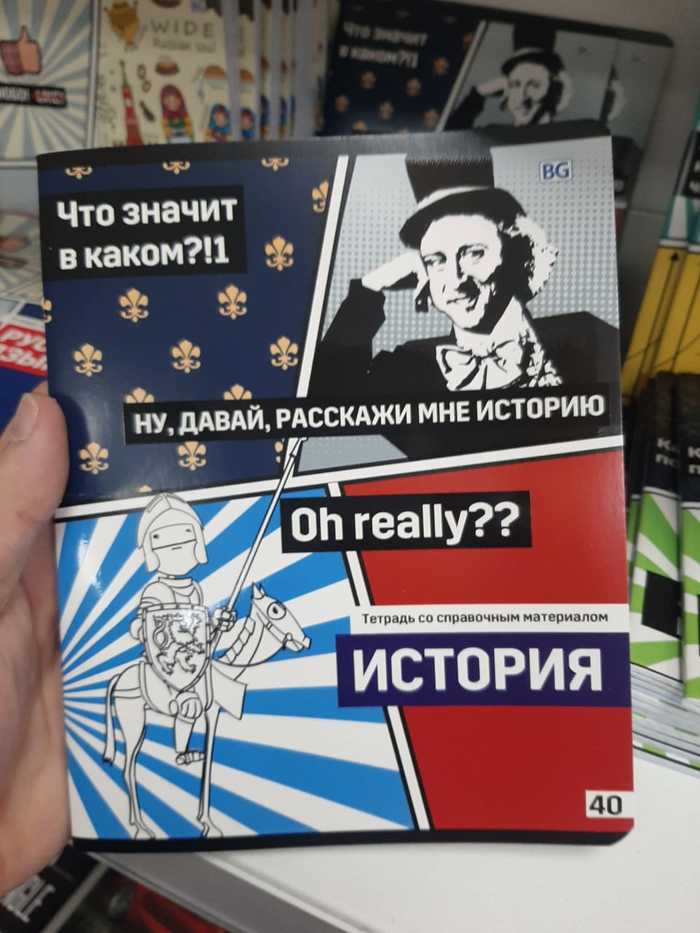 WIDE
Что значит
в каком?!1
BG
Что значит
в каком?!1
НУ, ДАВАЙ, РАССКАЖИ МНЕ ИСТОРИЮ
Oh really??
Тетрадь со справочным материалом
ИСТОРИЯ
40